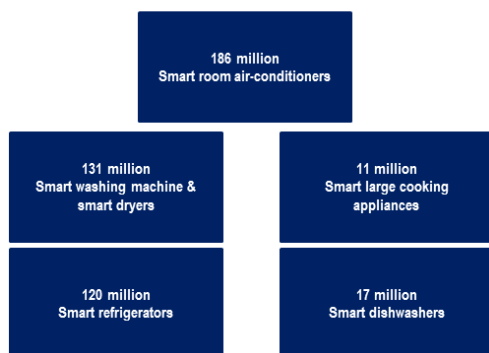 186 million
Smart room air-conditioners
131 million
Smart washing machine &
smart dryers
11 million
Smart large cooking
appliances
120 million
Smart refrigerators
17 million
Smart dishwashers